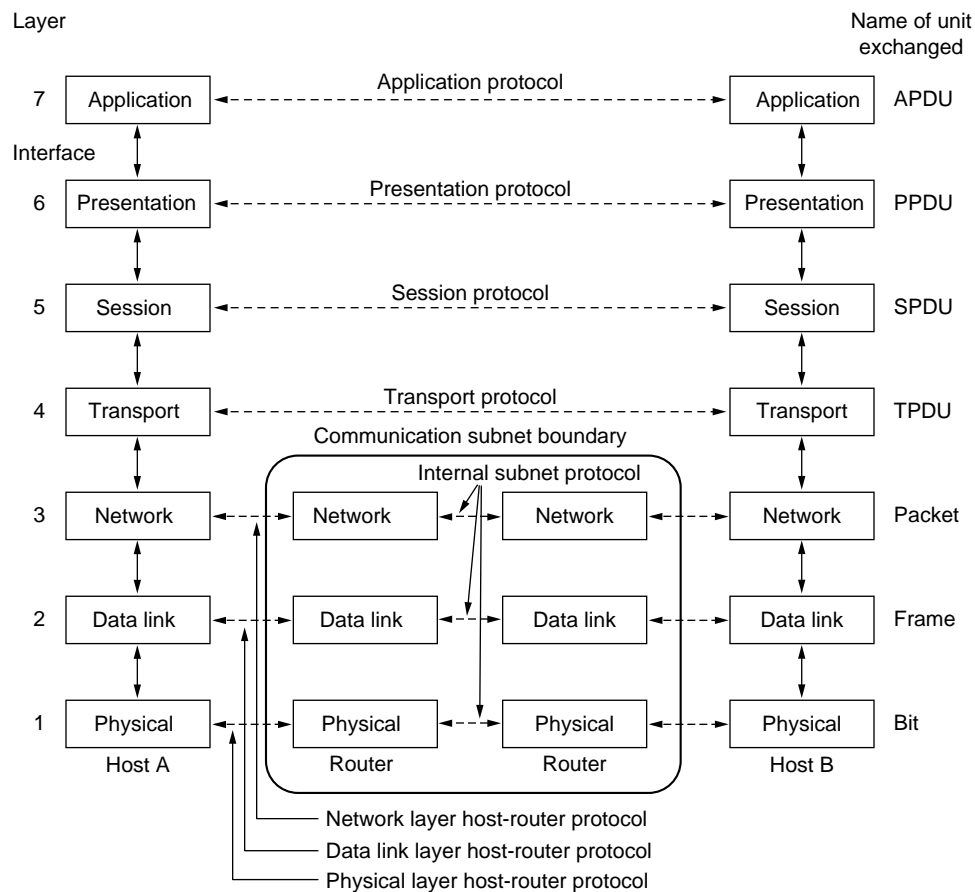 Layer
Name of unit
exchanged
Application protocol
7 Application Application APDU
Interface
Presentation protocol
6 Presentation Presentation PPDU
Session protocol
5 Session Session SPDU
Transport protocol
4 Transport Transport TPDU
Communication subnet boundary
Internal subnet protocol
3 Network Network Network Network Packet
2 Data link Data link Data link Data link Frame
1 Physical Physical Physical Physical Bit
Host A Router Router Host B
Network layer host-router protocol
Data link layer host-router protocol
Physical layer host-router protocol